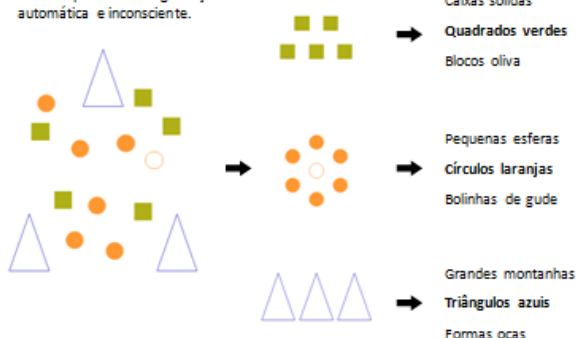 automática e inconsciente.
Caixas sólidas
Quadrados verdes
Blocos oliva
Pequenas esferas
Círculos laranjas
Bolinhas de gude
Grandes montanhas
Triângulos azuis
Formas ocas